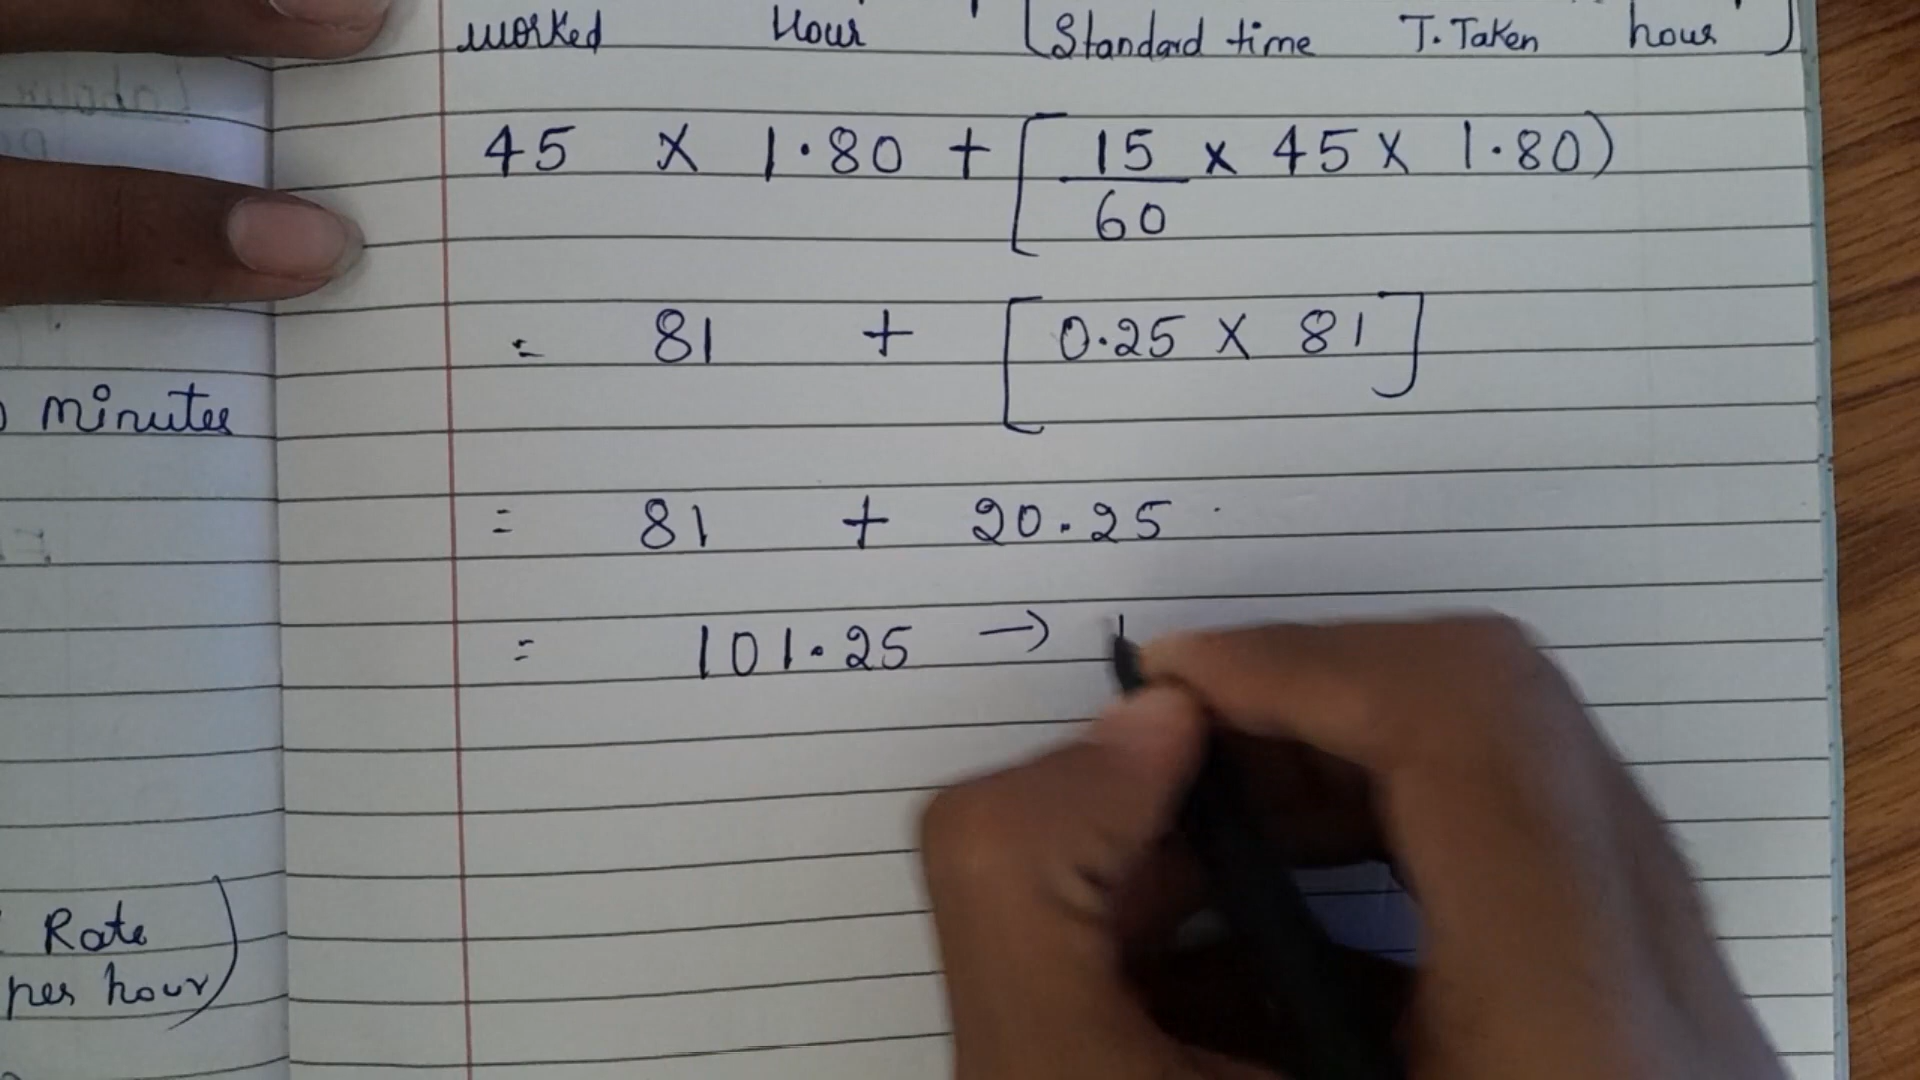 worked Hour [Standard time T. Taken hour]
45 × 1.80 + [15/60 × 45 × 1.80)
= 81 + [0.25 × 81]
minutes
= 81 + 20.25
= 101.25 →
Rate
per hour)